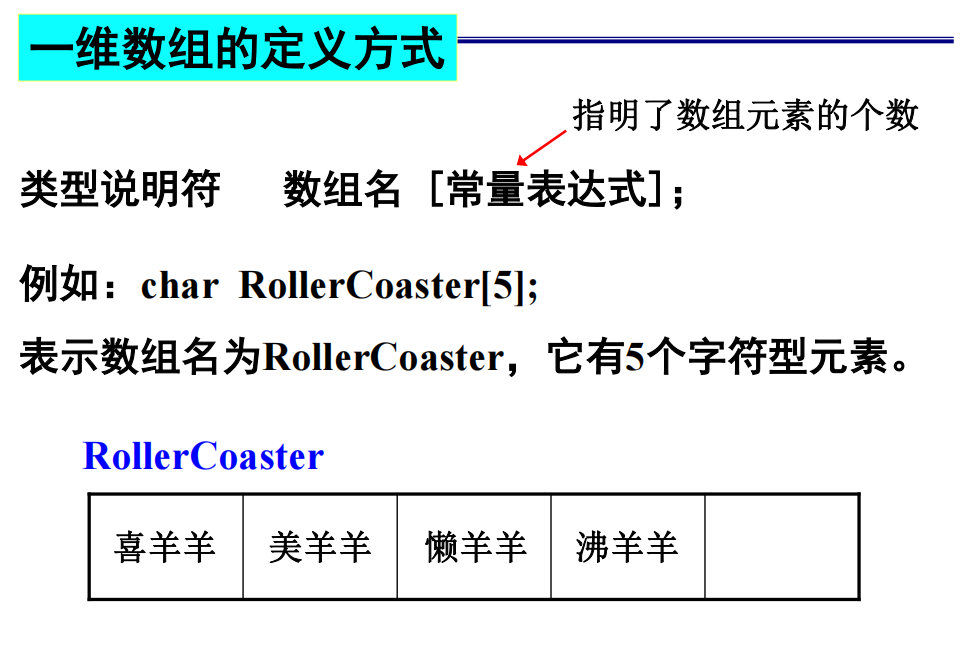 一维数组的定义方式
指明了数组元素的个数
类型说明符 数组名 [常量表达式];
例如：char RollerCoaster[5];
表示数组名为RollerCoaster，它有5个字符型元素。
RollerCoaster
喜羊羊 美羊羊 懒羊羊 沸羊羊